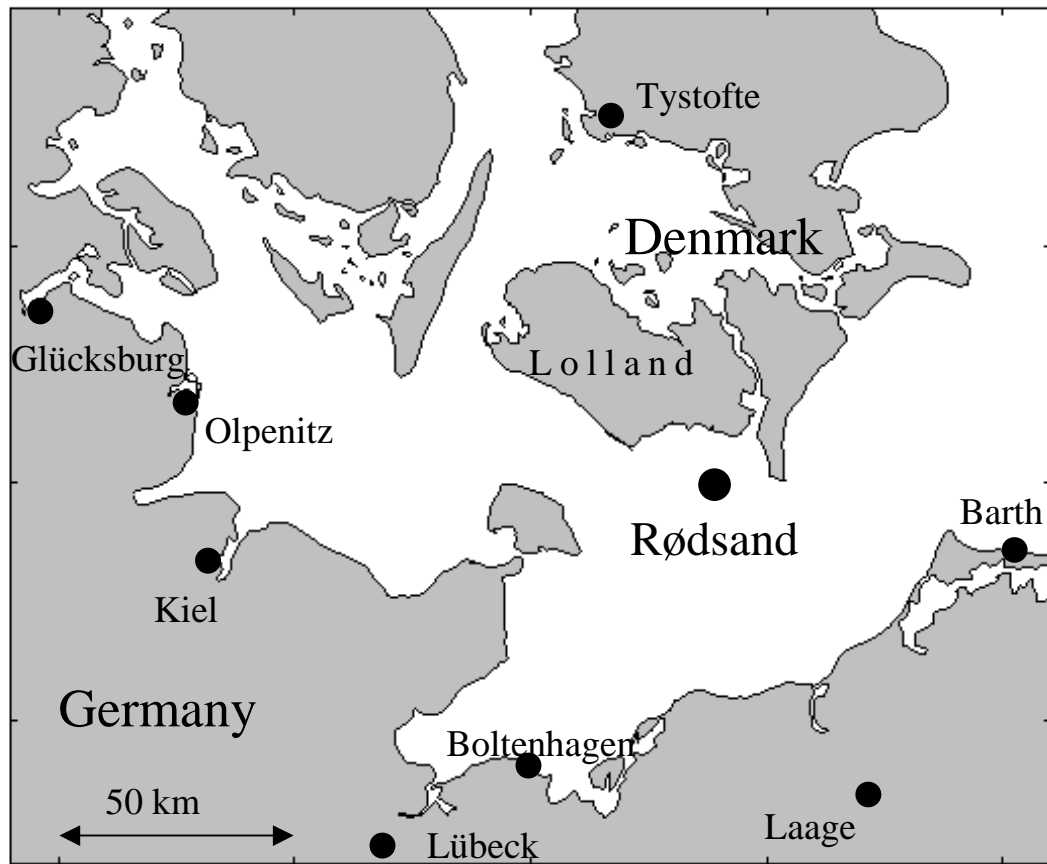 Tystofte
Denmark
Glücksburg
Lolland
Olpenitz
Barth
Rødsand
Kiel
Germany
Boltenhagen
50 km
Laage
Lübeck